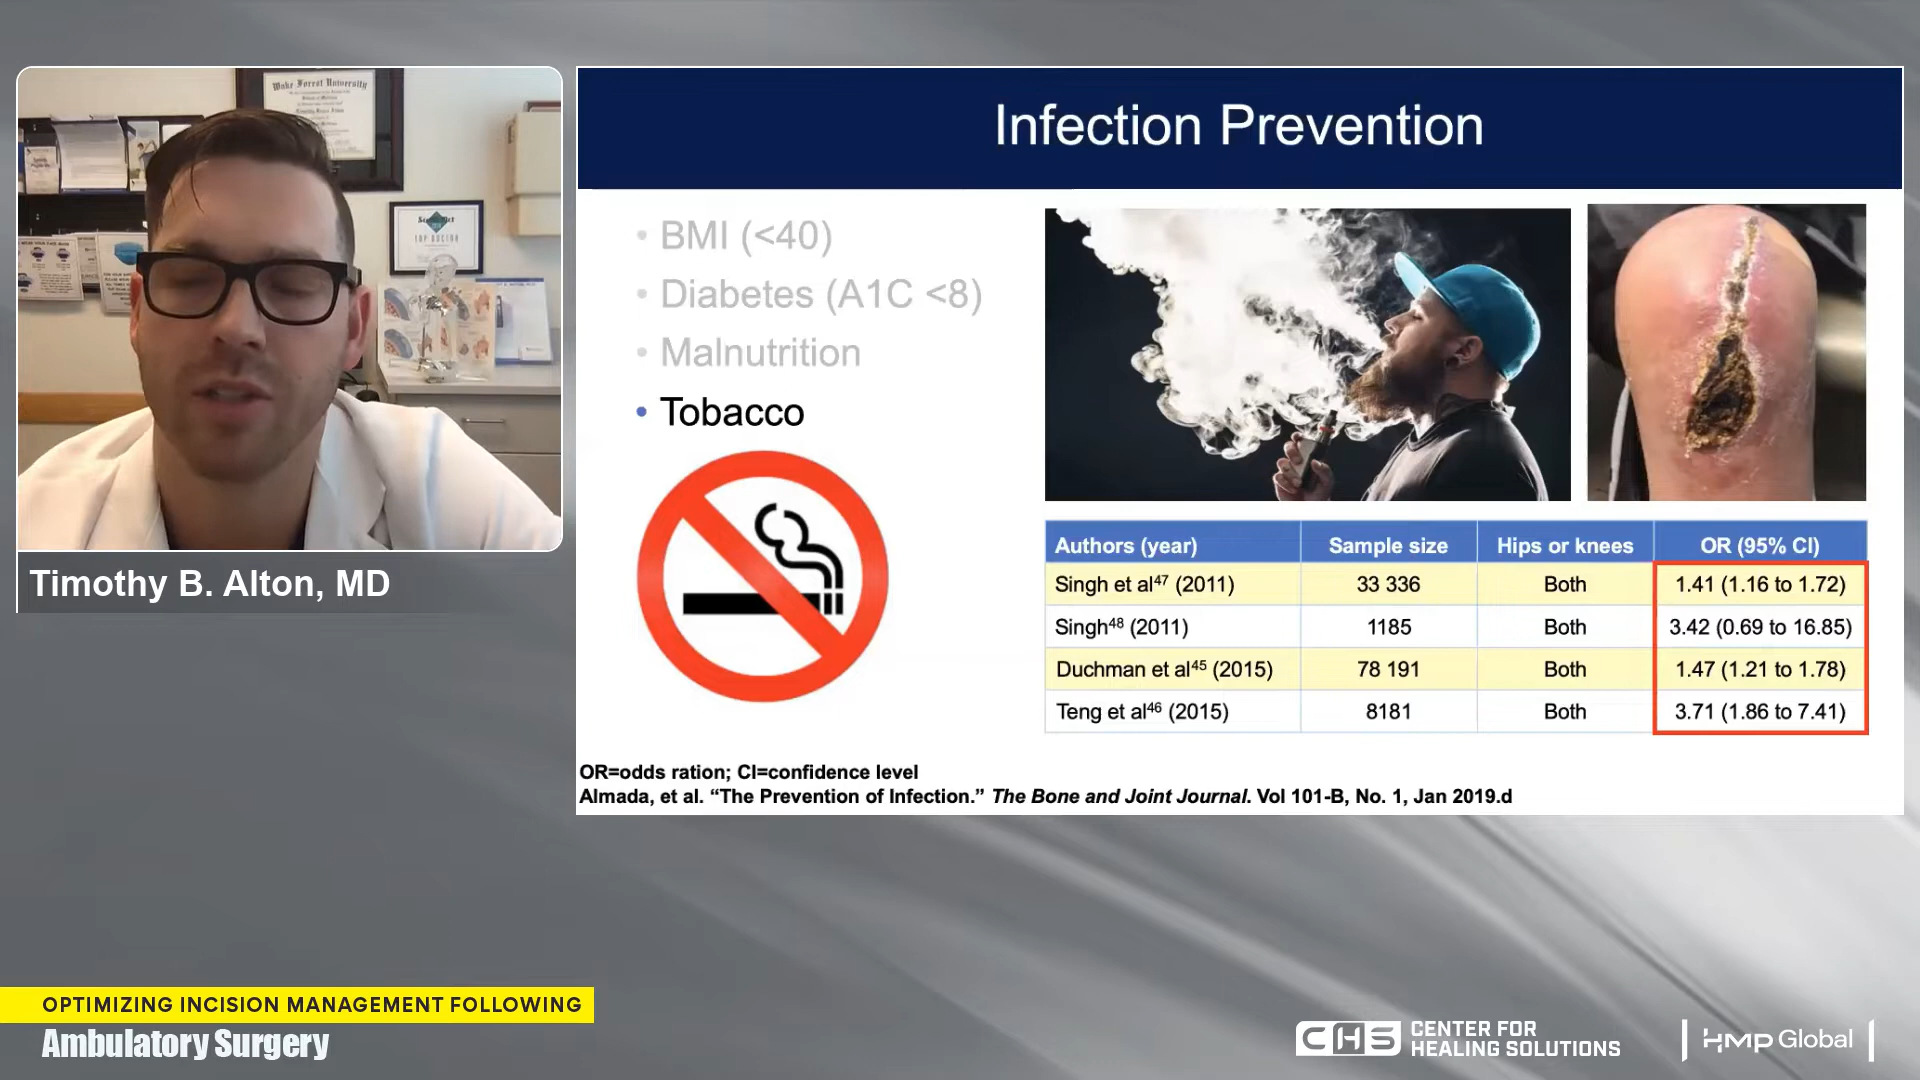 Wake Forest University
TOP DOCTOR
Timothy B. Alton, MD
Infection Prevention
• BMI (<40)
• Diabetes (A1C <8)
• Malnutrition
• Tobacco
Authors (year) Sample size Hips or knees OR (95% CI)
Singh et al⁴⁷ (2011) 33 336 Both 1.41 (1.16 to 1.72)
Singh⁴⁸ (2011) 1185 Both 3.42 (0.69 to 16.85)
Duchman et al⁴⁵ (2015) 78 191 Both 1.47 (1.21 to 1.78)
Teng et al⁴⁶ (2015) 8181 Both 3.71 (1.86 to 7.41)
OR=odds ration; CI=confidence level
Almada, et al. “The Prevention of Infection.” The Bone and Joint Journal. Vol 101-B, No. 1, Jan 2019.d
OPTIMIZING INCISION MANAGEMENT FOLLOWING
Ambulatory Surgery
CHS CENTER FOR
HEALING SOLUTIONS
HMP Global